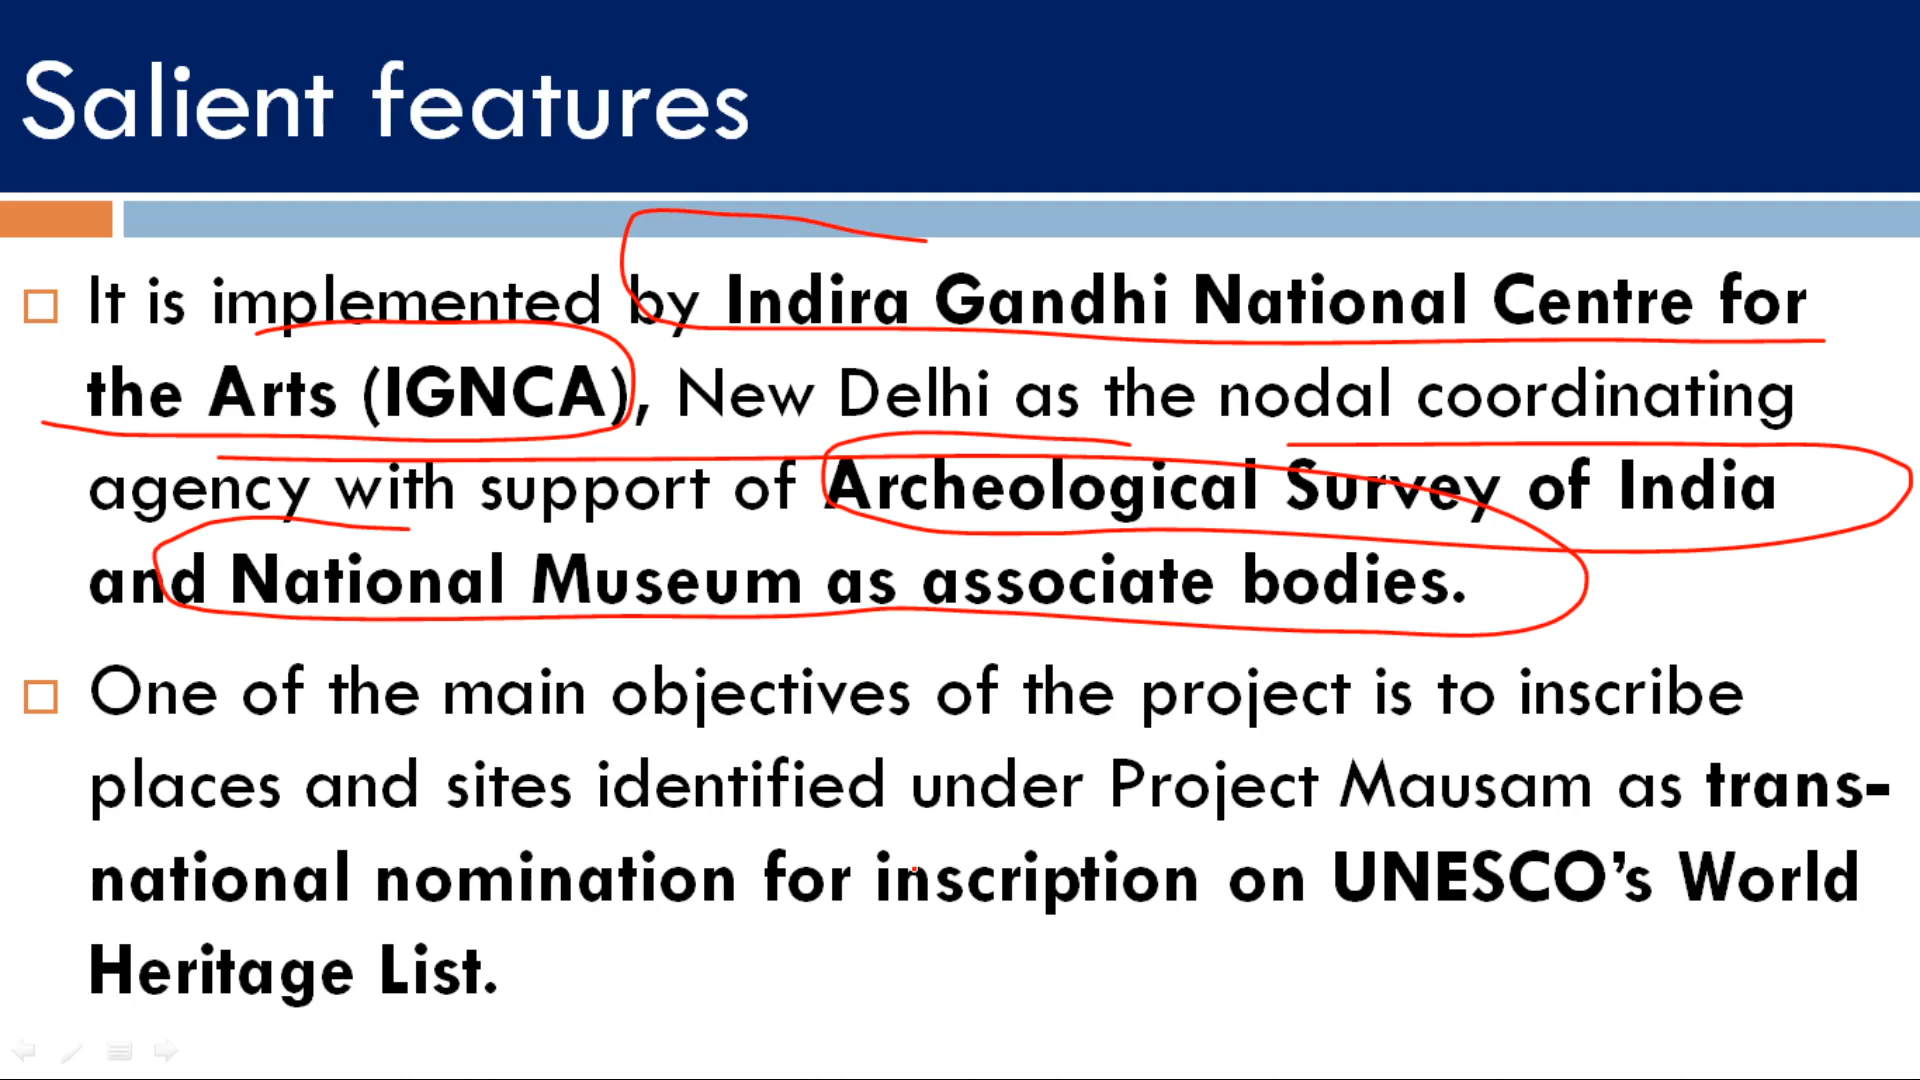 Salient features
It is implemented by Indira Gandhi National Centre for
the Arts (IGNCA), New Delhi as the nodal coordinating
agency with support of Archeological Survey of India
and National Museum as associate bodies.
One of the main objectives of the project is to inscribe
places and sites identified under Project Mausam as trans-
national nomination for inscription on UNESCO’s World
Heritage List.